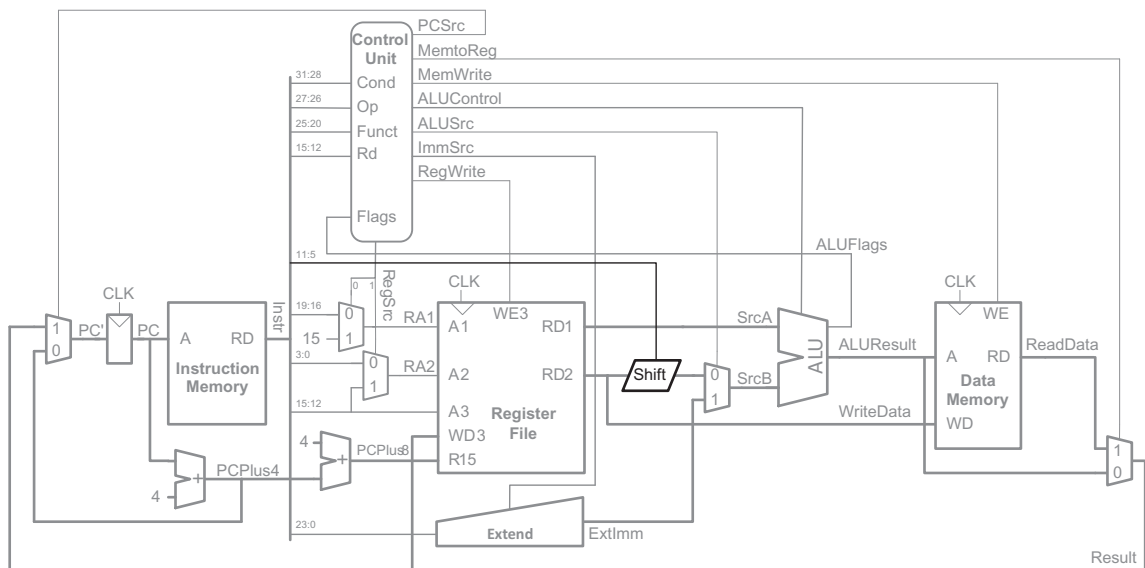 PCSrc
Control
Unit
MemtoReg
MemWrite
ALUControl
ALUSrc
ImmSrc
RegWrite
31:28
Cond
27:26
Op
25:20
Funct
15:12
Rd
Flags
ALUFlags
11:5
0 1
RegSrc
CLK
CLK
CLK
Instr
19:16
0
1
15
RA1
A1
WE3
RD1
SrcA
WE
1
0
PC'
PC
A RD
Instruction
Memory
3:0
0
1
RA2
A2
RD2
Shift
0
1
SrcB
ALU
ALUResult
A RD
ReadData
Data
Memory
WriteData
WD
15:12
A3
Register
File
WD3
R15
4
+
PCPlus8
PCPlus4
+
4
1
0
23:0
Extend
ExtImm
Result